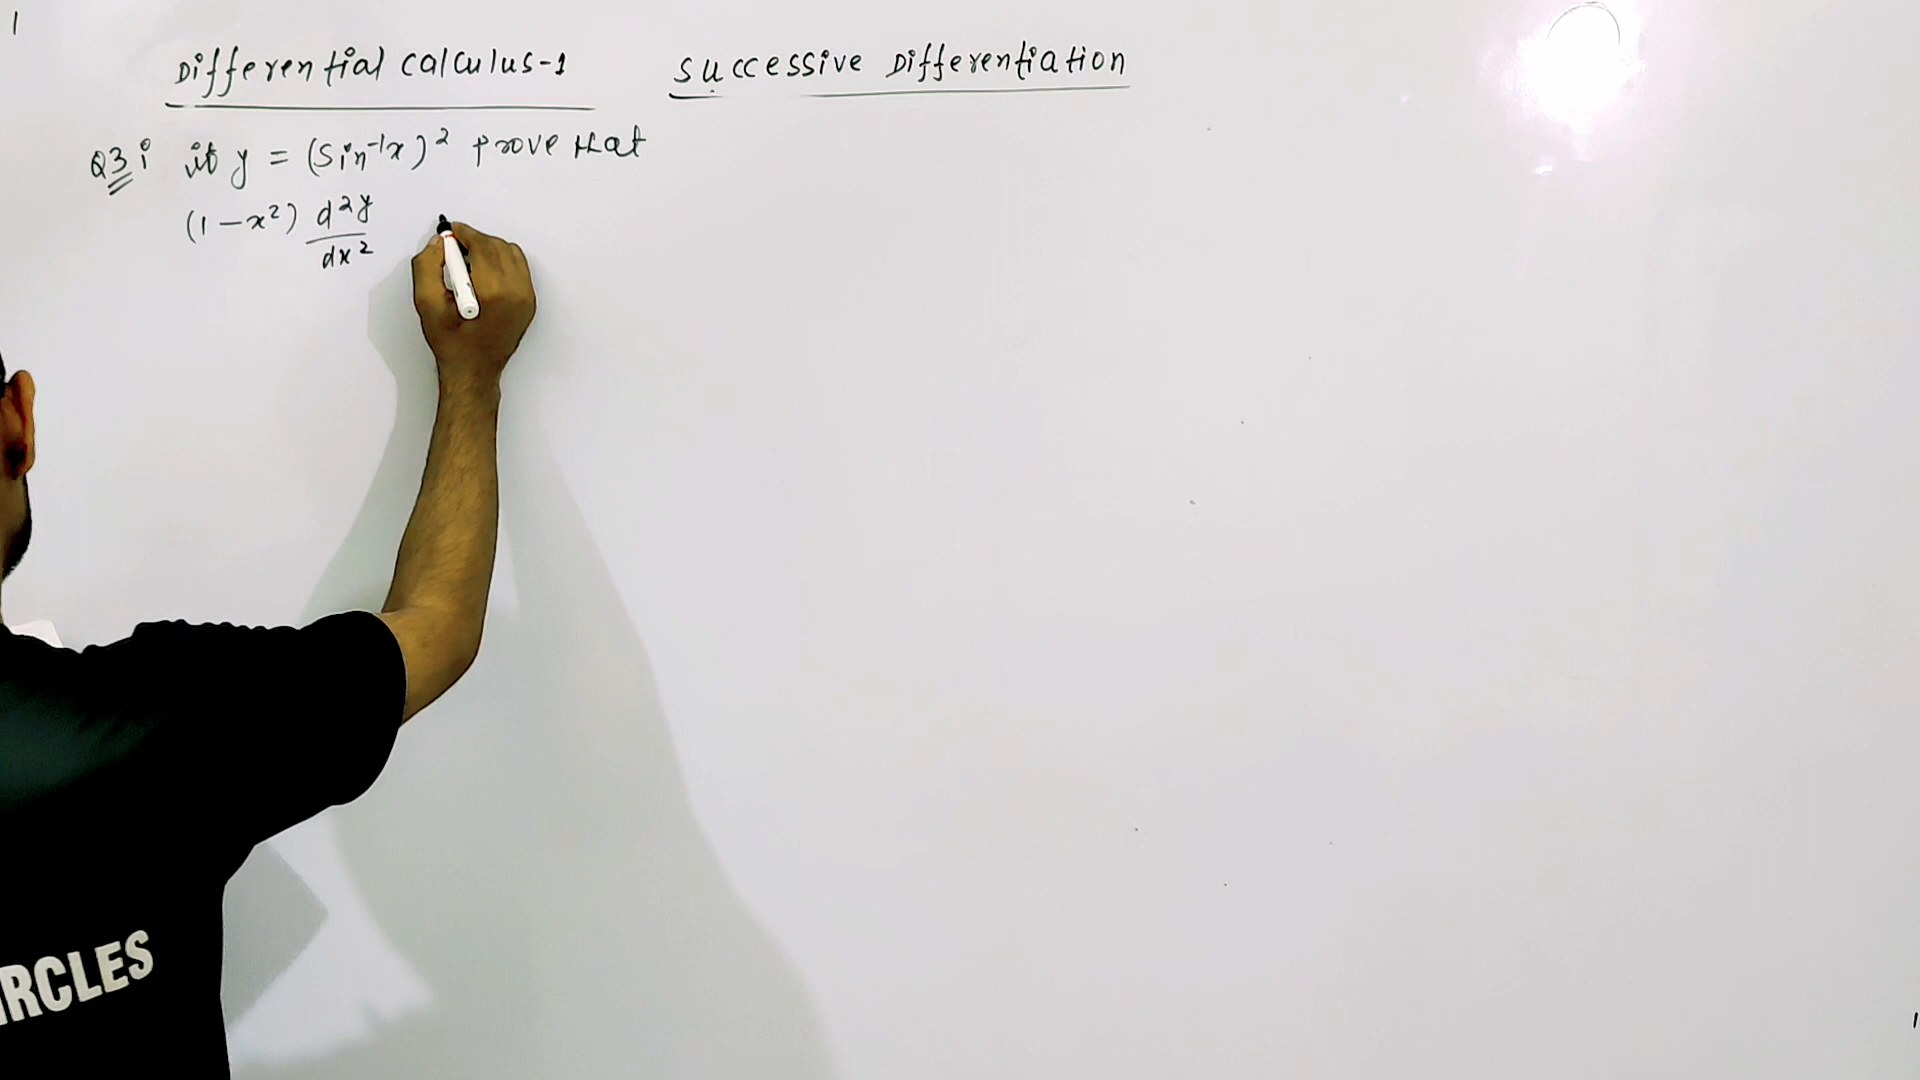 Differential calculus-1 Successive Differentiation
Q3: if y = (Sin⁻¹x)² prove that
(1 – x²) d²y
dx²
RCLES